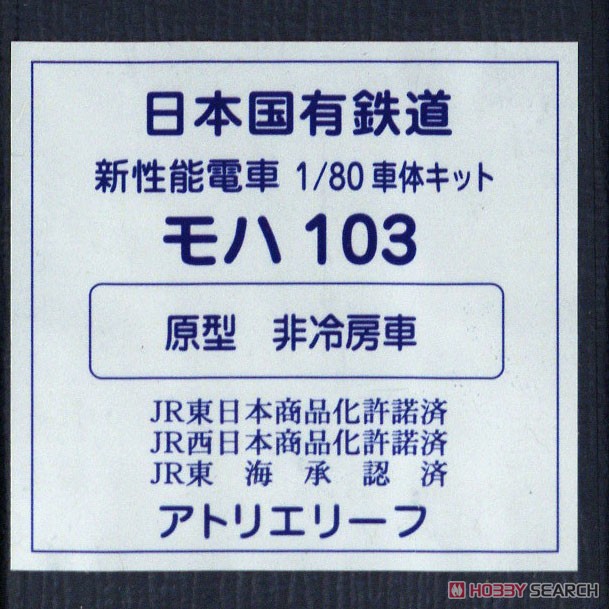 日本国有鉄道
新性能電車 1/80 車体キット
モハ 103
原型　非冷房車
JR東日本商品化許諾済
JR西日本商品化許諾済
JR東　海　承　認　済
アトリエリーフ
HOBBY SEARCH